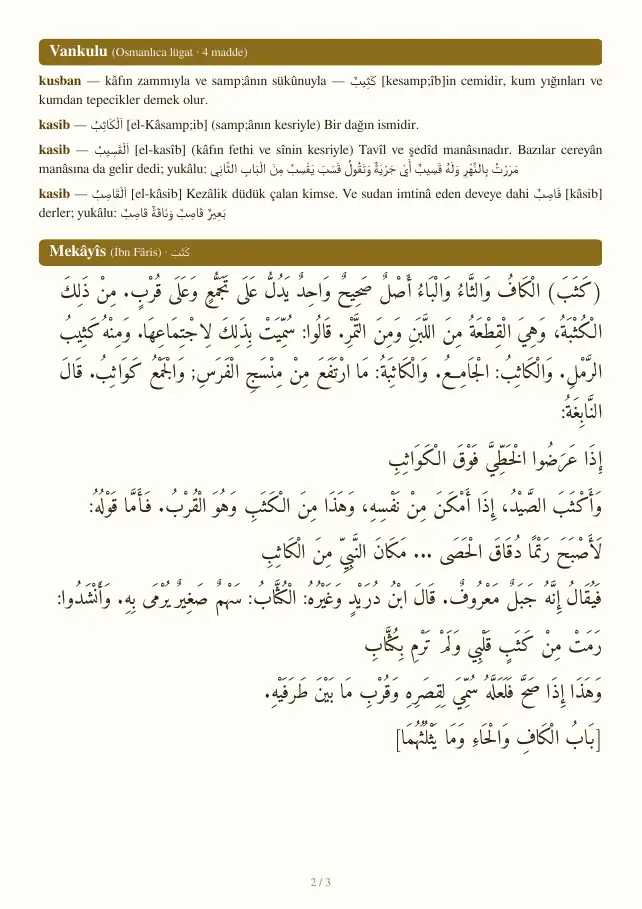 Vankulu (Osmanlıca lügat · 4 madde)
kusban — kâfın zammıyla ve samp;ânın sükûnuyla — كَثِيبٌ [kesamp;îb]in cemidir, kum yığınları ve
kumdan tepecikler demek olur.
kasib — اَلْكَاثِبُ [el-Kâsamp;ib] (samp;ânın kesriyle) Bir dağın ismidir.
kasib — اَلْقَسِيبُ [el-kasîb] (kâfın fethi ve sînin kesriyle) Tavîl ve şedîd manâsınadır. Bazılar cereyân
manâsına da gelir dedi; yukâlu: مَرَرْتُ بِالنَّهْرِ وَلَهُ قَسِيبٌ أَيْ جَرْيَةٌ وَتَقُولُ قَسَبَ يَقْسِبُ مِنَ الْبَابِ الثَّانِي
kasib — اَلْقَاصِبُ [el-kâsib] Kezâlik düdük çalan kimse. Ve sudan imtinâ eden deveye dahi قَاصِبٌ [kâsib]
derler; yukâlu: بَعِيرٌ قَاصِبٌ وَنَاقَةٌ قَاصِبٌ
Mekâyîs (İbn Fâris) · كَثَبَ
(كَثَبَ) الْكَافُ وَالثَّاءُ وَالْبَاءُ أَصْلٌ صَحِيحٌ وَاحِدٌ يَدُلُّ عَلَى تَجَمُّعٍ وَعَلَى قُرْبٍ. مِنْ ذَلِكَ
الْكُثْبَةُ، وَهِيَ الْقِطْعَةُ مِنَ اللَّبَنِ وَمِنَ التَّمْرِ. قَالُوا: سُمِّيَتْ بِذَلِكَ لِاجْتِمَاعِهَا. وَمِنْهُ كَثِيبُ
الرَّمْلِ. وَالْكَاثِبُ: الْجَامِعُ. وَالْكَاثِبَةُ: مَا ارْتَفَعَ مِنْ مِنْسَجِ الْفَرَسِ; وَالْجَمْعُ كَوَاثِبُ. قَالَ
النَّابِغَةُ:
إِذَا عَرَضُوا الْخَطِّيَّ فَوْقَ الْكَوَاثِبِ
وَأَكْثَبَ الصَّيْدُ، إِذَا أَمْكَنَ مِنْ نَفْسِهِ، وَهَذَا مِنَ الْكَثَبِ وَهُوَ الْقُرْبُ. فَأَمَّا قَوْلُهُ:
لَأَصْبَحَ رَتْمًا دُقَاقَ الْحَصَى ... مَكَانَ النَّبِيِّ مِنَ الْكَاثِبِ
فَيُقَالُ إِنَّهُ جَبَلٌ مَعْرُوفٌ. قَالَ ابْنُ دُرَيْدٍ وَغَيْرُهُ: الْكُثَّابُ: سَهْمٌ صَغِيرٌ يُرْمَى بِهِ. وَأَنْشَدُوا:
رَمَتْ مِنْ كَثَبٍ قَلْبِي وَلَمْ تَرْمِ بِكُثَّابِ
وَهَذَا إِذَا صَحَّ فَلَعَلَّهُ سُمِّيَ لِقِصَرِهِ وَقُرْبِ مَا بَيْنَ طَرَفَيْهِ.
[بَابُ الْكَافِ وَالْحَاءِ وَمَا يَثْلُثُهُمَا]
2 / 3